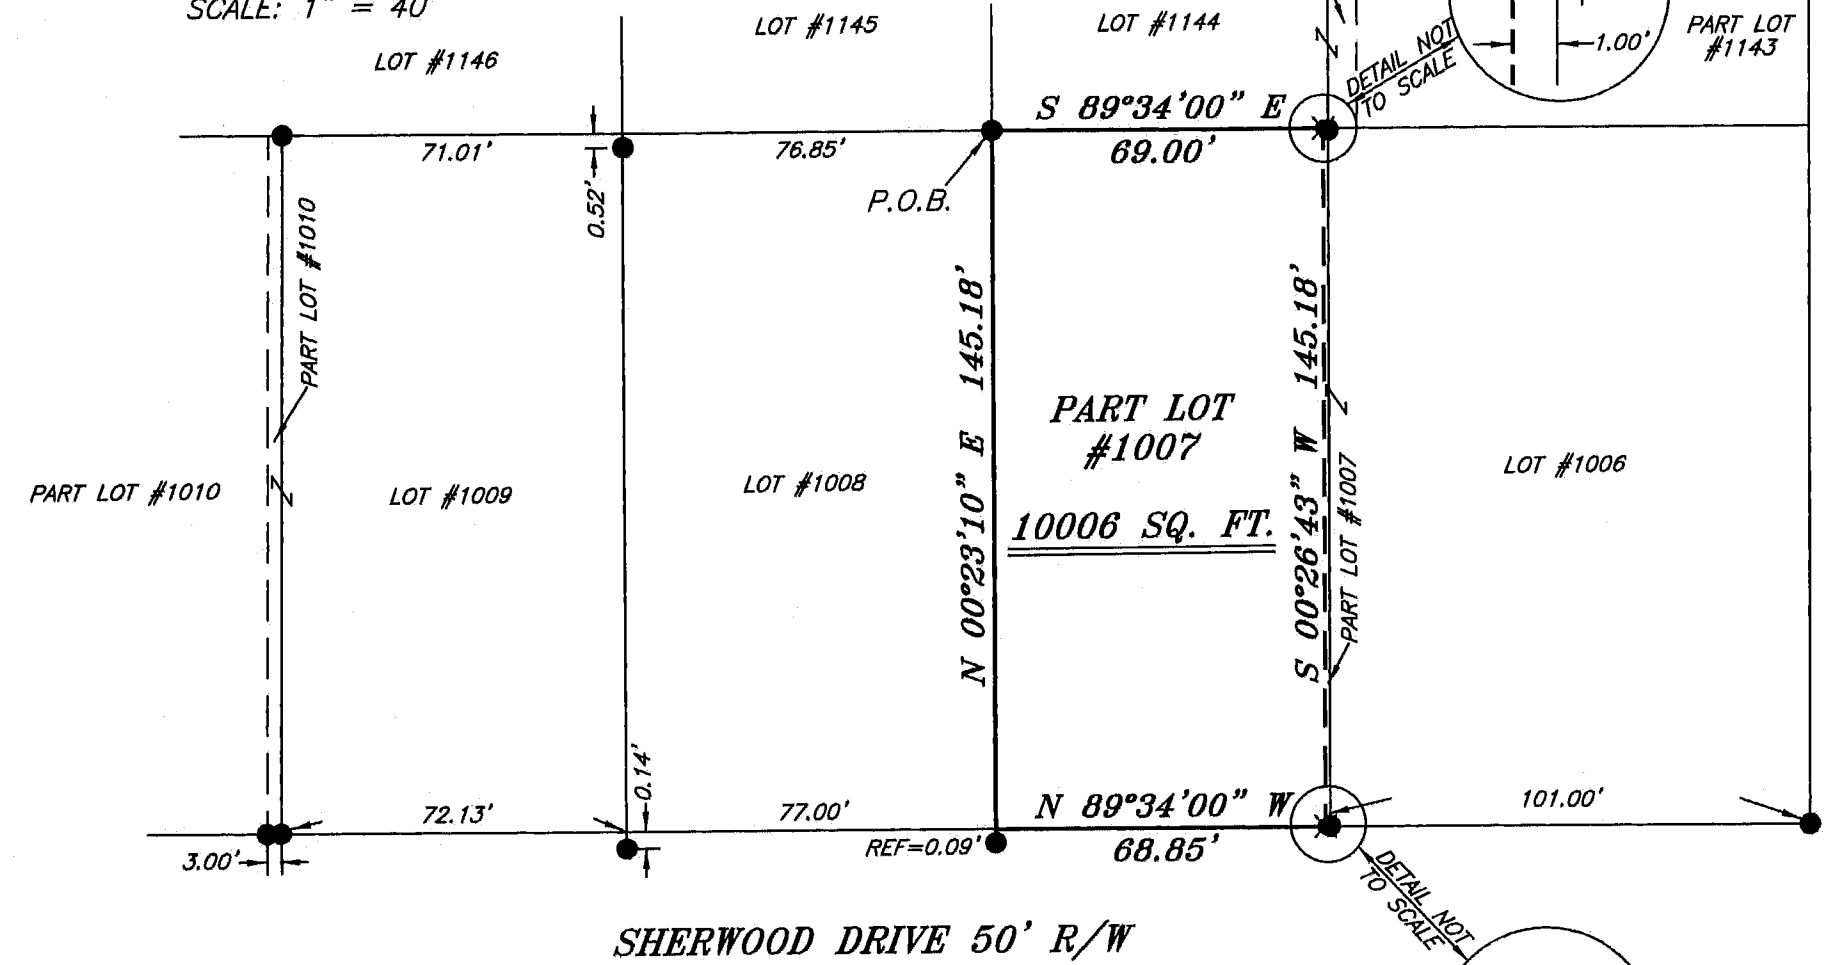 SCALE: 1" = 40'
LOT #1146
LOT #1145
LOT #1144
PART LOT
#1143
1.00'
DETAIL NOT
TO SCALE
S 89°34'00" E
69.00'
71.01'
76.85'
0.52'
P.O.B.
PART LOT #1010
N 00°23'10" E 145.18'
S 00°26'43" W 145.18'
PART LOT
#1007
10006 SQ. FT.
PART LOT #1007
PART LOT #1010
LOT #1009
LOT #1008
LOT #1006
0.14'
72.13'
77.00'
N 89°34'00" W
68.85'
101.00'
3.00'
REF=0.09'
DETAIL NOT
TO SCALE
SHERWOOD DRIVE 50' R/W